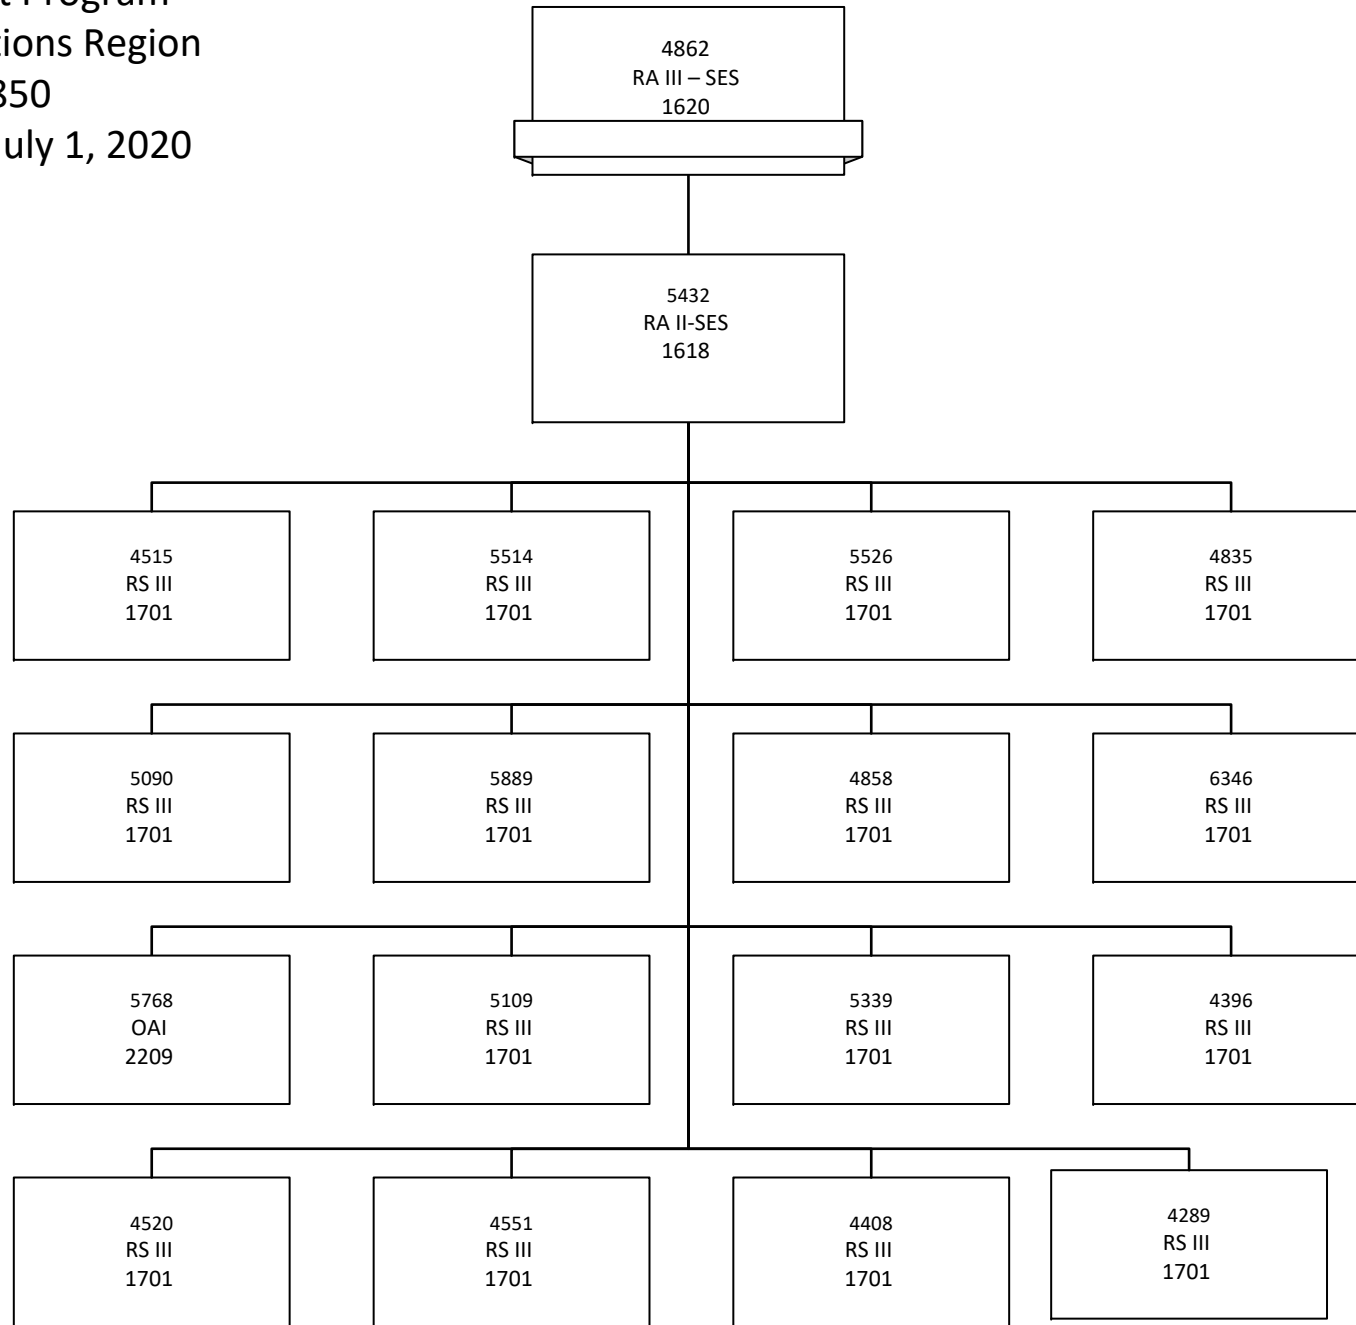 t Program
tions Region
850
uly 1, 2020
4862
RA III – SES
1620
5432
RA II-SES
1618
4515
RS III
1701
5514
RS III
1701
5526
RS III
1701
4835
RS III
1701
5090
RS III
1701
5889
RS III
1701
4858
RS III
1701
6346
RS III
1701
5768
OAI
2209
5109
RS III
1701
5339
RS III
1701
4396
RS III
1701
4520
RS III
1701
4551
RS III
1701
4408
RS III
1701
4289
RS III
1701